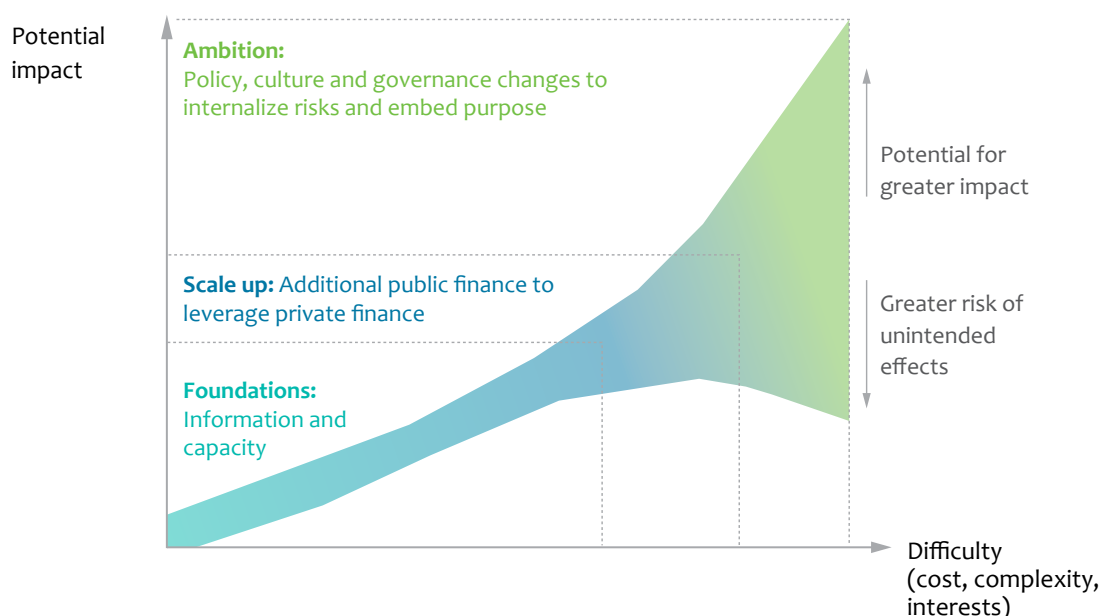 Potential
impact
Ambition:
Policy, culture and governance changes to
internalize risks and embed purpose
Potential for
greater impact
Scale up: Additional public finance to
leverage private finance
Greater risk of
unintended
effects
Foundations:
Information and
capacity
Difficulty
(cost, complexity,
interests)